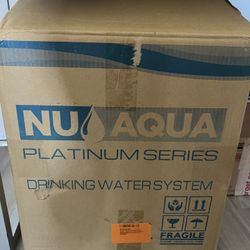 NU AQUA
PLATINUM SERIES
DRINKING WATER SYSTEM
FRAGILE